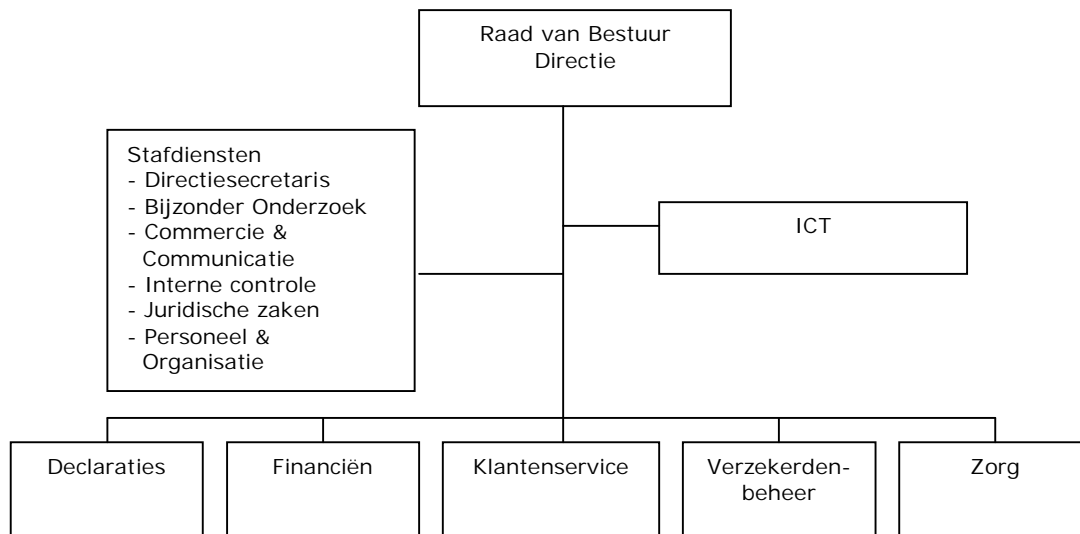 Raad van Bestuur
Directie
Stafdiensten
- Directiesecretaris
- Bijzonder Onderzoek
- Commercie &
Communicatie
- Interne controle
- Juridische zaken
- Personeel &
Organisatie
ICT
Declaraties
Financiën
Klantenservice
Verzekerden-
beheer
Zorg